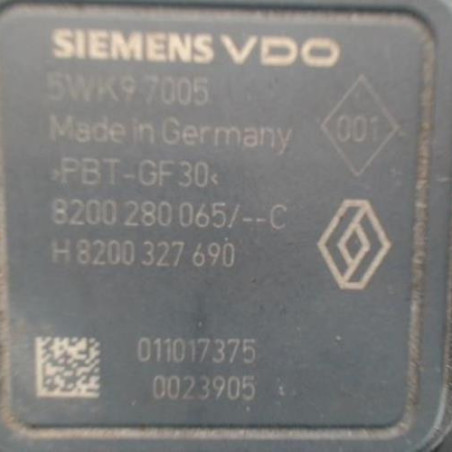 SIEMENS VDO
5WK9 7005
Made in Germany
001
>PBT-GF30<
8200 280 065/--C
H 8200 327 690
011017375
0023905